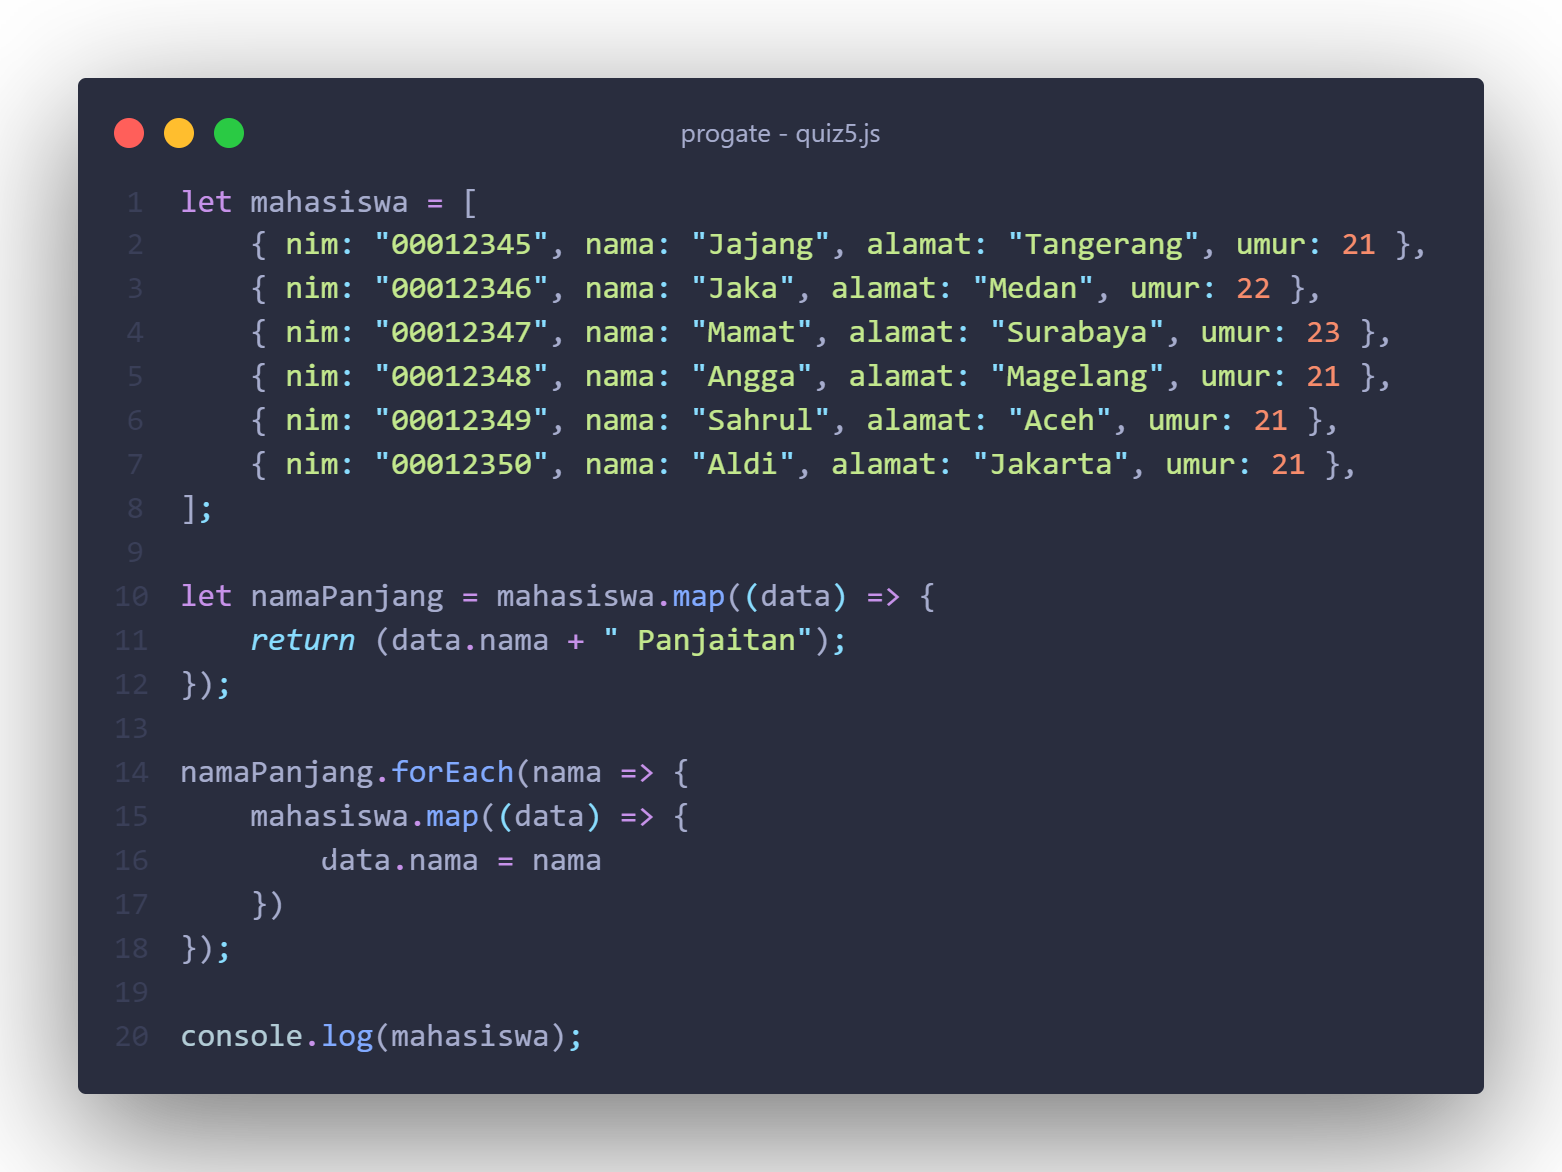 progate - quiz5.js
1 let mahasiswa = [
2     { nim: "00012345", nama: "Jajang", alamat: "Tangerang", umur: 21 },
3     { nim: "00012346", nama: "Jaka", alamat: "Medan", umur: 22 },
4     { nim: "00012347", nama: "Mamat", alamat: "Surabaya", umur: 23 },
5     { nim: "00012348", nama: "Angga", alamat: "Magelang", umur: 21 },
6     { nim: "00012349", nama: "Sahrul", alamat: "Aceh", umur: 21 },
7     { nim: "00012350", nama: "Aldi", alamat: "Jakarta", umur: 21 },
8 ];
9
10 let namaPanjang = mahasiswa.map((data) => {
11     return (data.nama + " Panjaitan");
12 });
13
14 namaPanjang.forEach(nama => {
15     mahasiswa.map((data) => {
16         data.nama = nama
17     })
18 });
19
20 console.log(mahasiswa);